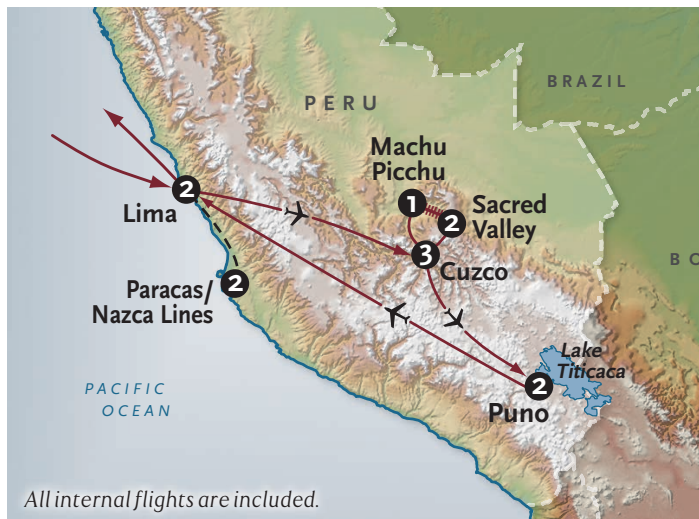 BRAZIL
PERU
Machu
Picchu
1
2
Lima
2
Sacred
Valley
3
Cuzco
BO
2
Paracas/
Nazca Lines
Lake
Titicaca
PACIFIC
OCEAN
2
Puno
All internal flights are included.